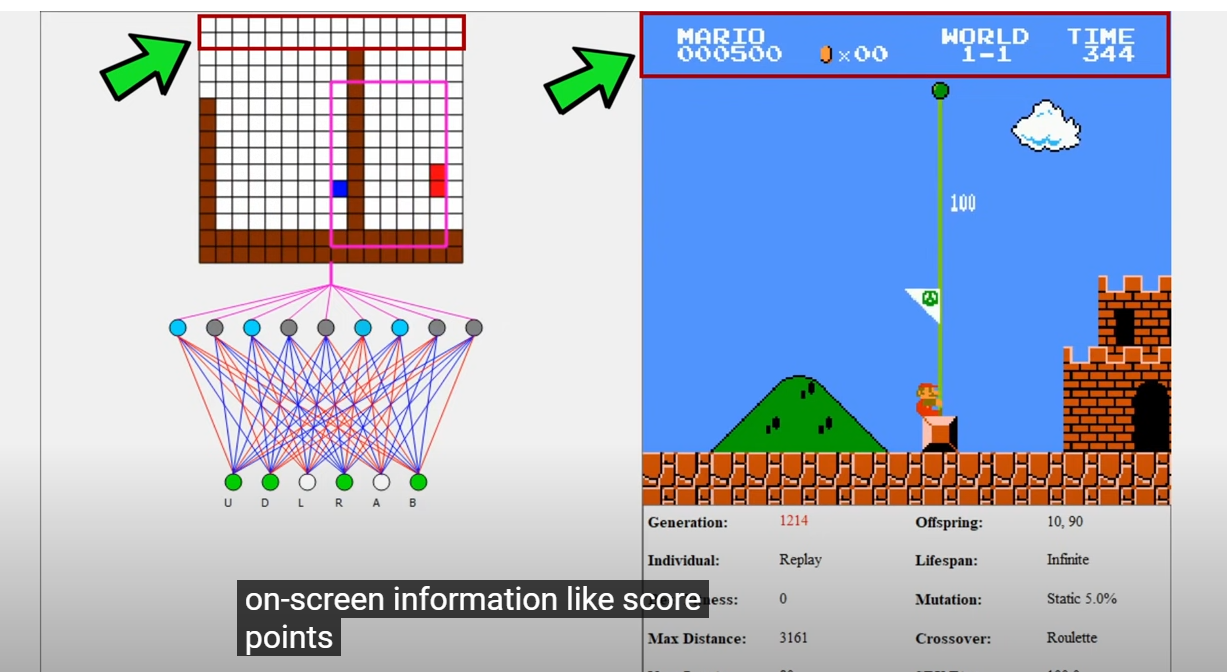 MARIO WORLD TIME
000500 ×00 1-1 344
100
U D L R A B
Generation: 1214 Offspring: 10, 90
Individual: Replay Lifespan: Infinite
0 Mutation: Static 5.0%
Max Distance: 3161 Crossover: Roulette
on-screen information like score
points